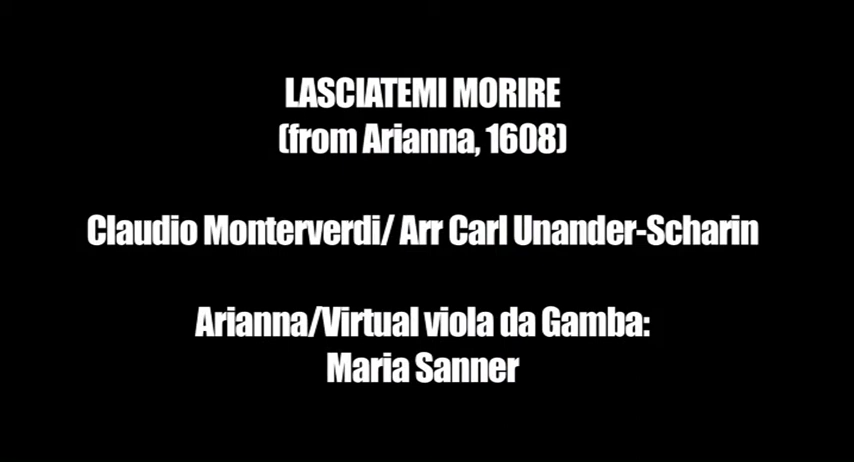 LASCIATEMI MORIRE
(from Arianna, 1608)
Claudio Monterverdi/ Arr Carl Unander-Scharin
Arianna/Virtual viola da Gamba:
Maria Sanner